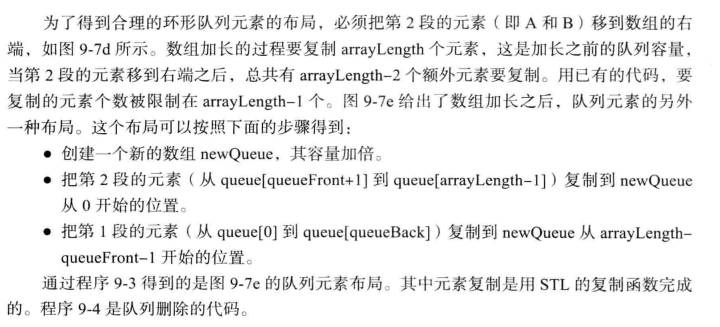 为了得到合理的环形队列元素的布局，必须把第 2 段的元素（即 A 和 B）移到数组的右
端，如图 9-7d 所示。数组加长的过程要复制 arrayLength 个元素，这是加长之前的队列容量，
当第 2 段的元素移到右端之后，总共有 arrayLength-2 个额外元素要复制。用已有的代码，要
复制的元素个数被限制在 arrayLength-1 个。图 9-7e 给出了数组加长之后，队列元素的另外
一种布局。这个布局可以按照下面的步骤得到：
● 创建一个新的数组 newQueue，其容量加倍。
● 把第 2 段的元素（从 queue[queueFront+1] 到 queue[arrayLength-1]）复制到 newQueue
从 0 开始的位置。
● 把第 1 段的元素（从 queue[0] 到 queue[queueBack]）复制到 newQueue 从 arrayLength-
queueFront-1 开始的位置。
通过程序 9-3 得到的是图 9-7e 的队列元素布局。其中元素复制是用 STL 的复制函数完成
的。程序 9-4 是队列删除的代码。